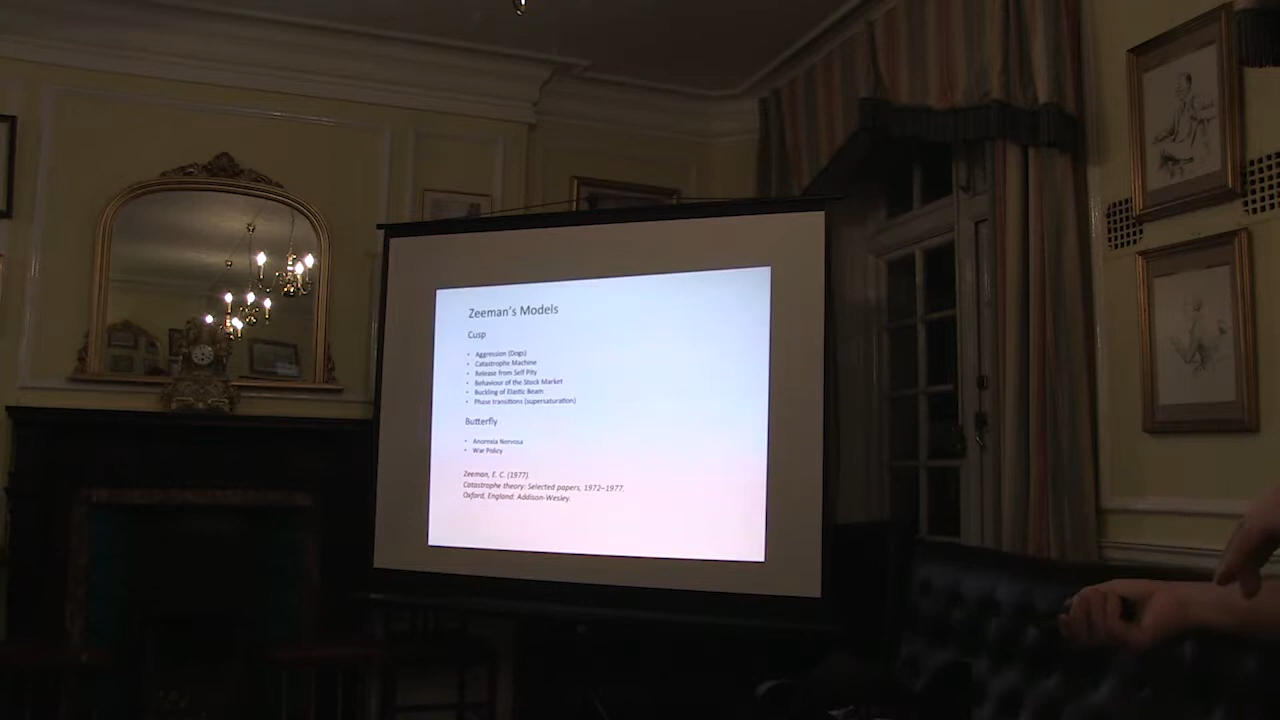 Zeeman's Models
Cusp
• Aggression (Dogs)
• Catastrophe Machine
• Release from Self Pity
• Behaviour of the Stock Market
• Buckling of Elastic Beam
• Phase transitions (supersaturation)
Butterfly
• Anorexia Nervosa
• War Policy
Zeeman, E. C. (1977).
Catastrophe theory: Selected papers, 1972–1977.
Oxford, England: Addison-Wesley.